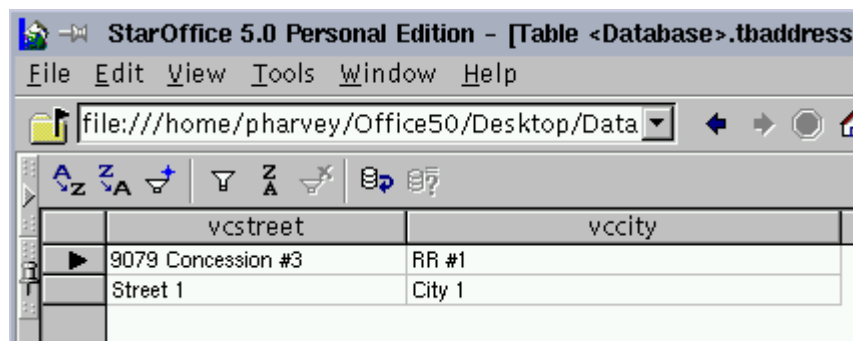 StarOffice 5.0 Personal Edition - [Table <Database>.tbaddress
File Edit View Tools Window Help
file:///home/pharvey/Office50/Desktop/Data
vcstreet vccity
9079 Concession #3 RR #1
Street 1 City 1